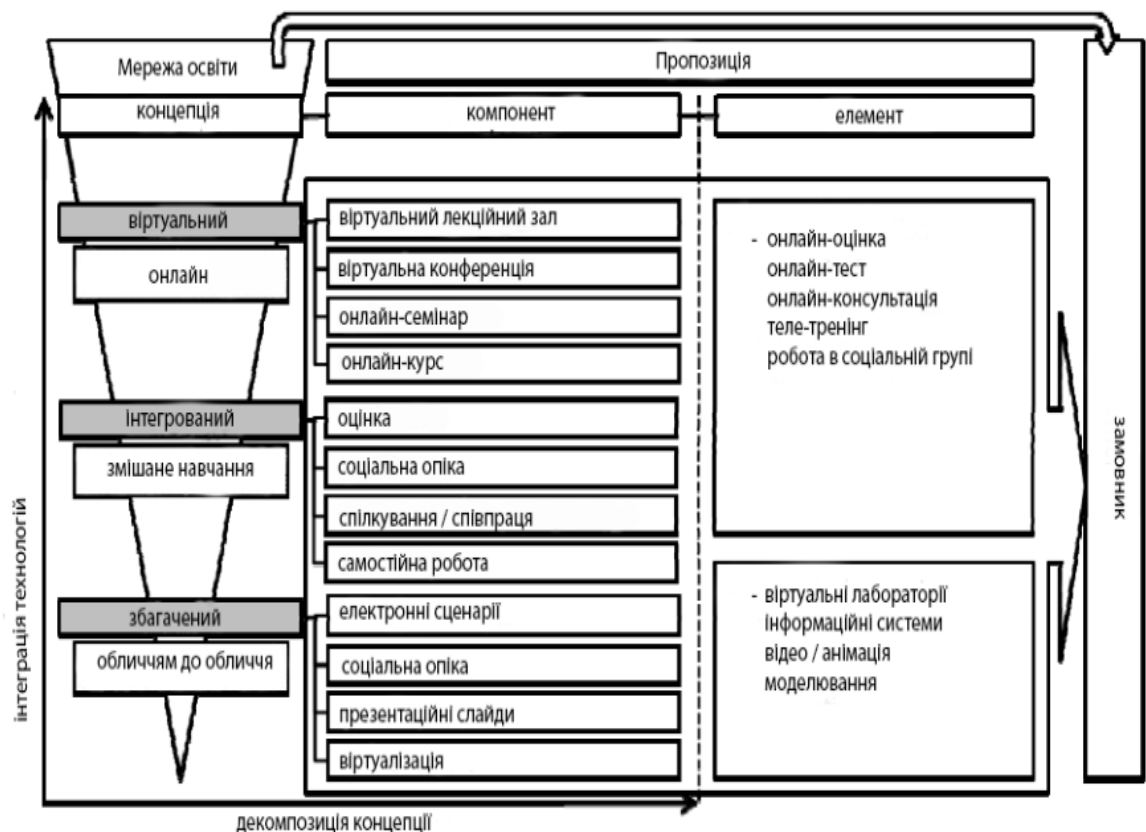 Мережа освіти
Пропозиція
концепція
компонент
елемент
віртуальний
онлайн
віртуальний лекційний зал
віртуальна конференція
онлайн-семінар
онлайн-курс
- онлайн-оцінка
онлайн-тест
онлайн-консультація
теле-тренінг
робота в соціальній групі
інтегрований
змішане навчання
оцінка
соціальна опіка
спілкування / співпраця
самостійна робота
збагачений
обличчям до обличчя
електронні сценарії
соціальна опіка
презентаційні слайди
віртуалізація
- віртуальні лабораторії
інформаційні системи
відео / анімація
моделювання
замовник
інтеграція технологій
декомпозиція концепції